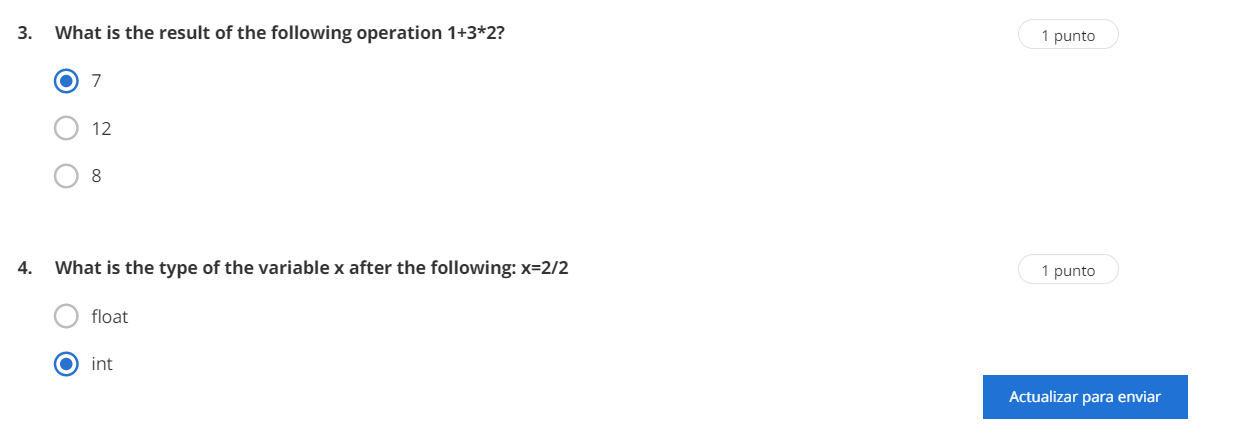 3. What is the result of the following operation 1+3*2?
1 punto
7
12
8
4. What is the type of the variable x after the following: x=2/2
1 punto
float
int
Actualizar para enviar